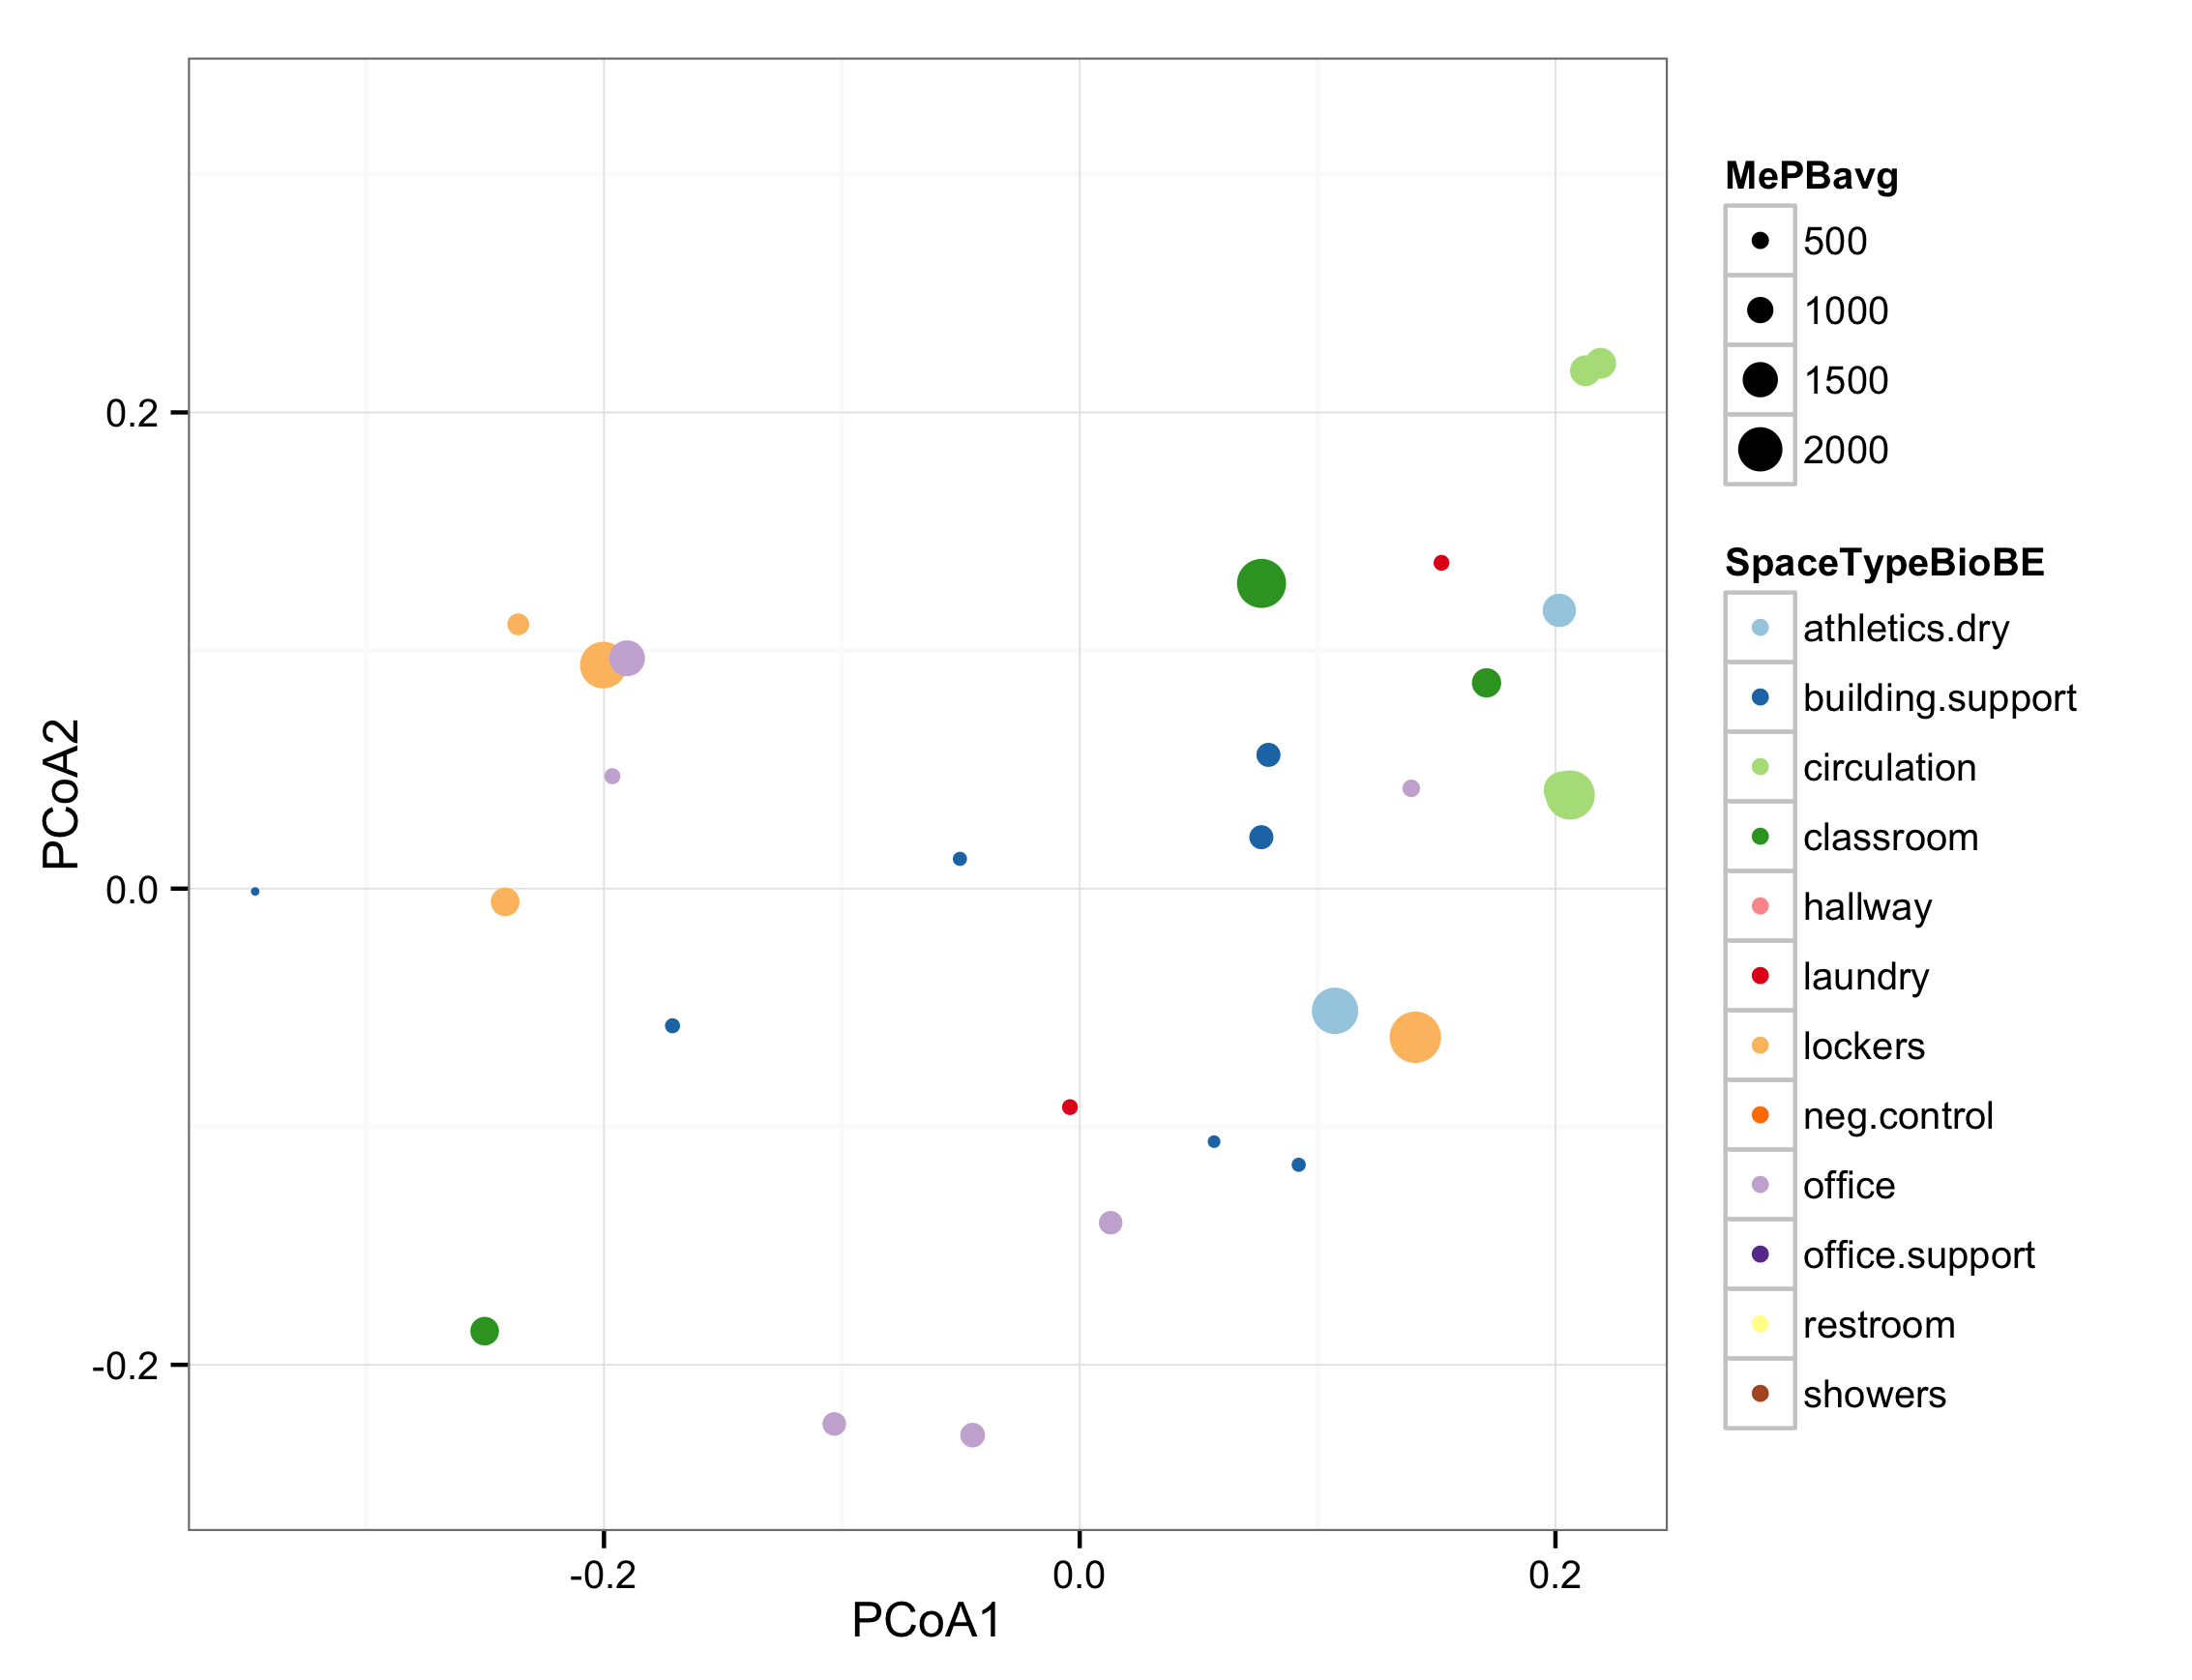 MePBavg
500
1000
1500
2000
SpaceTypeBioBE
athletics.dry
building.support
circulation
classroom
hallway
laundry
lockers
neg.control
office
office.support
restroom
showers
PCoA2
0.2
0.0
-0.2
-0.2 0.0 0.2
PCoA1